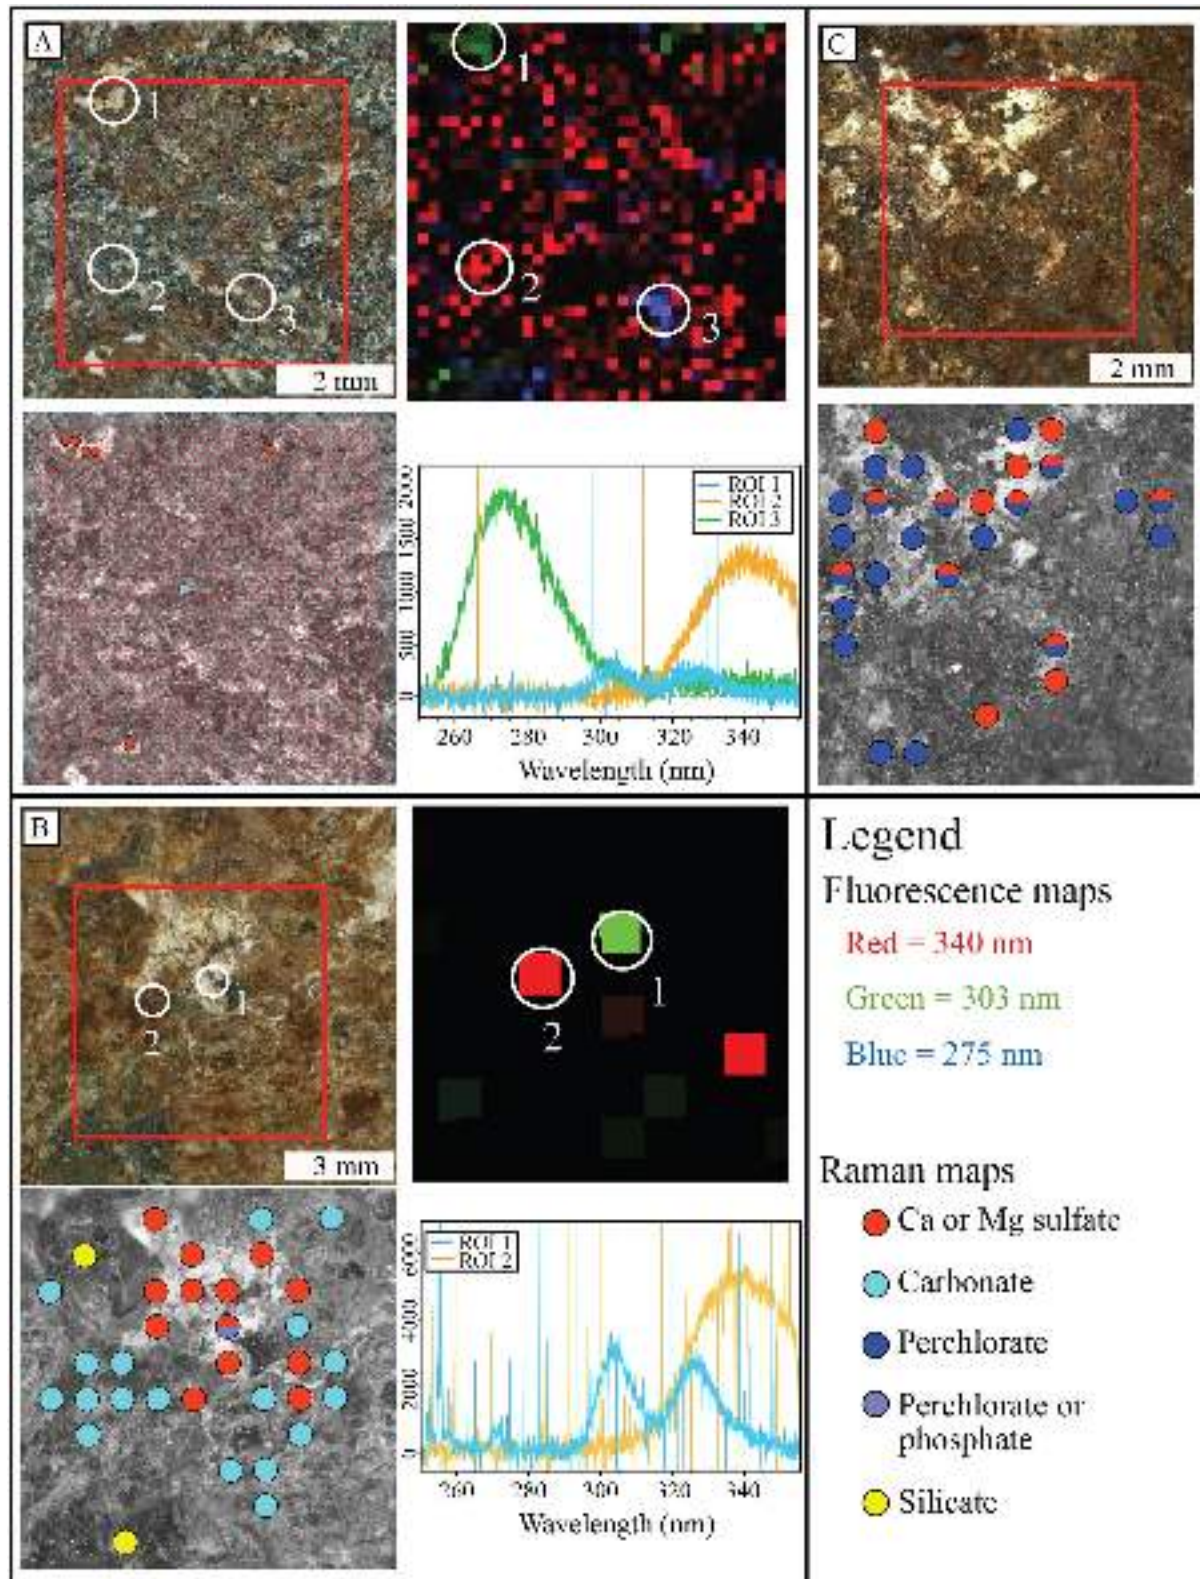 A
1
2
3
2 mm
1
2
3
2000
1500
1000
500
0
ROI 1
ROI 2
ROI 3
260 280 300 320 340
Wavelength (nm)
C
2 mm
B
1
2
3 mm
1
2
6000
4000
2000
0
ROI 1
ROI 2
260 280 300 320 340
Wavelength (nm)
Legend
Fluorescence maps
Red = 340 nm
Green = 303 nm
Blue = 275 nm
Raman maps
Ca or Mg sulfate
Carbonate
Perchlorate
Perchlorate or
phosphate
Silicate